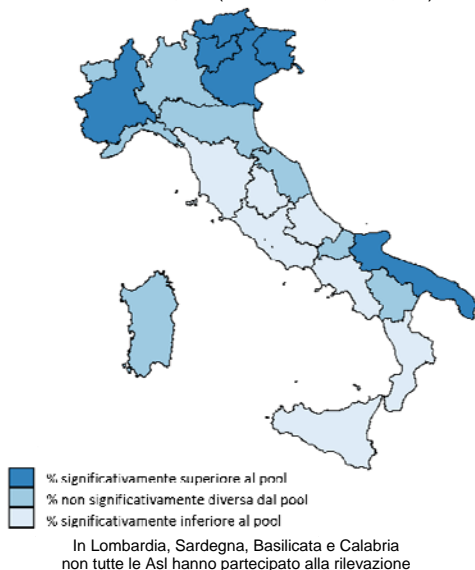 % significativamente superiore al pool
% non significativamente diversa dal pool
% significativamente inferiore al pool
In Lombardia, Sardegna, Basilicata e Calabria
non tutte le Asl hanno partecipato alla rilevazione